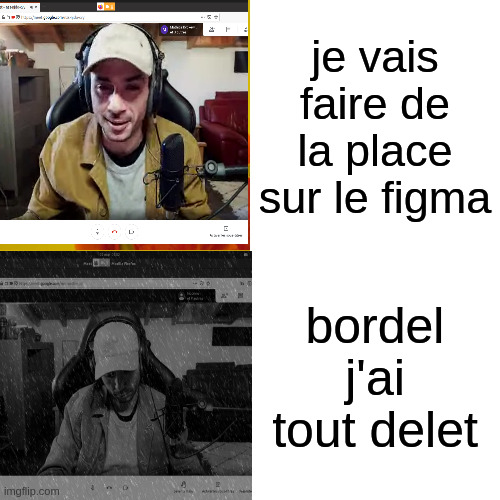 je vais
faire de
la place
sur le figma
bordel
j'ai
tout delet
imgflip.com